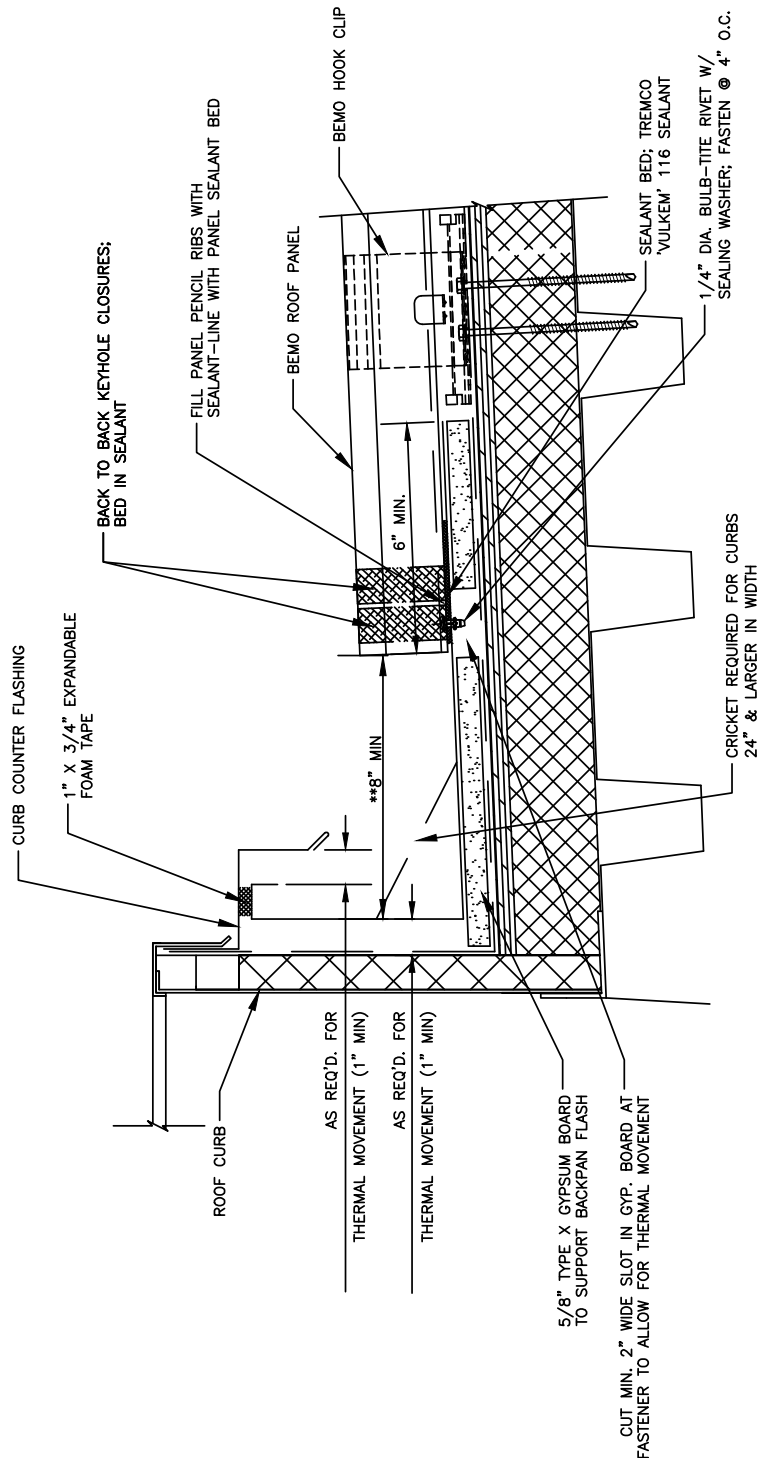 CURB COUNTER FLASHING
1" X 3/4" EXPANDABLE
FOAM TAPE
BACK TO BACK KEYHOLE CLOSURES;
BED IN SEALANT
FILL PANEL PENCIL RIBS WITH
SEALANT-LINE WITH PANEL SEALANT BED
BEMO ROOF PANEL
BEMO HOOK CLIP
6" MIN.
**8" MIN
ROOF CURB
AS REQ'D. FOR
THERMAL MOVEMENT (1" MIN)
AS REQ'D. FOR
THERMAL MOVEMENT (1" MIN)
5/8" TYPE X GYPSUM BOARD
TO SUPPORT BACKPAN FLASH
CUT MIN. 2" WIDE SLOT IN GYP. BOARD AT
FASTENER TO ALLOW FOR THERMAL MOVEMENT
CRICKET REQUIRED FOR CURBS
24" & LARGER IN WIDTH
SEALANT BED; TREMCO
'VULKEM' 116 SEALANT
1/4" DIA. BULB-TITE RIVET W/
SEALING WASHER; FASTEN @ 4" O.C.